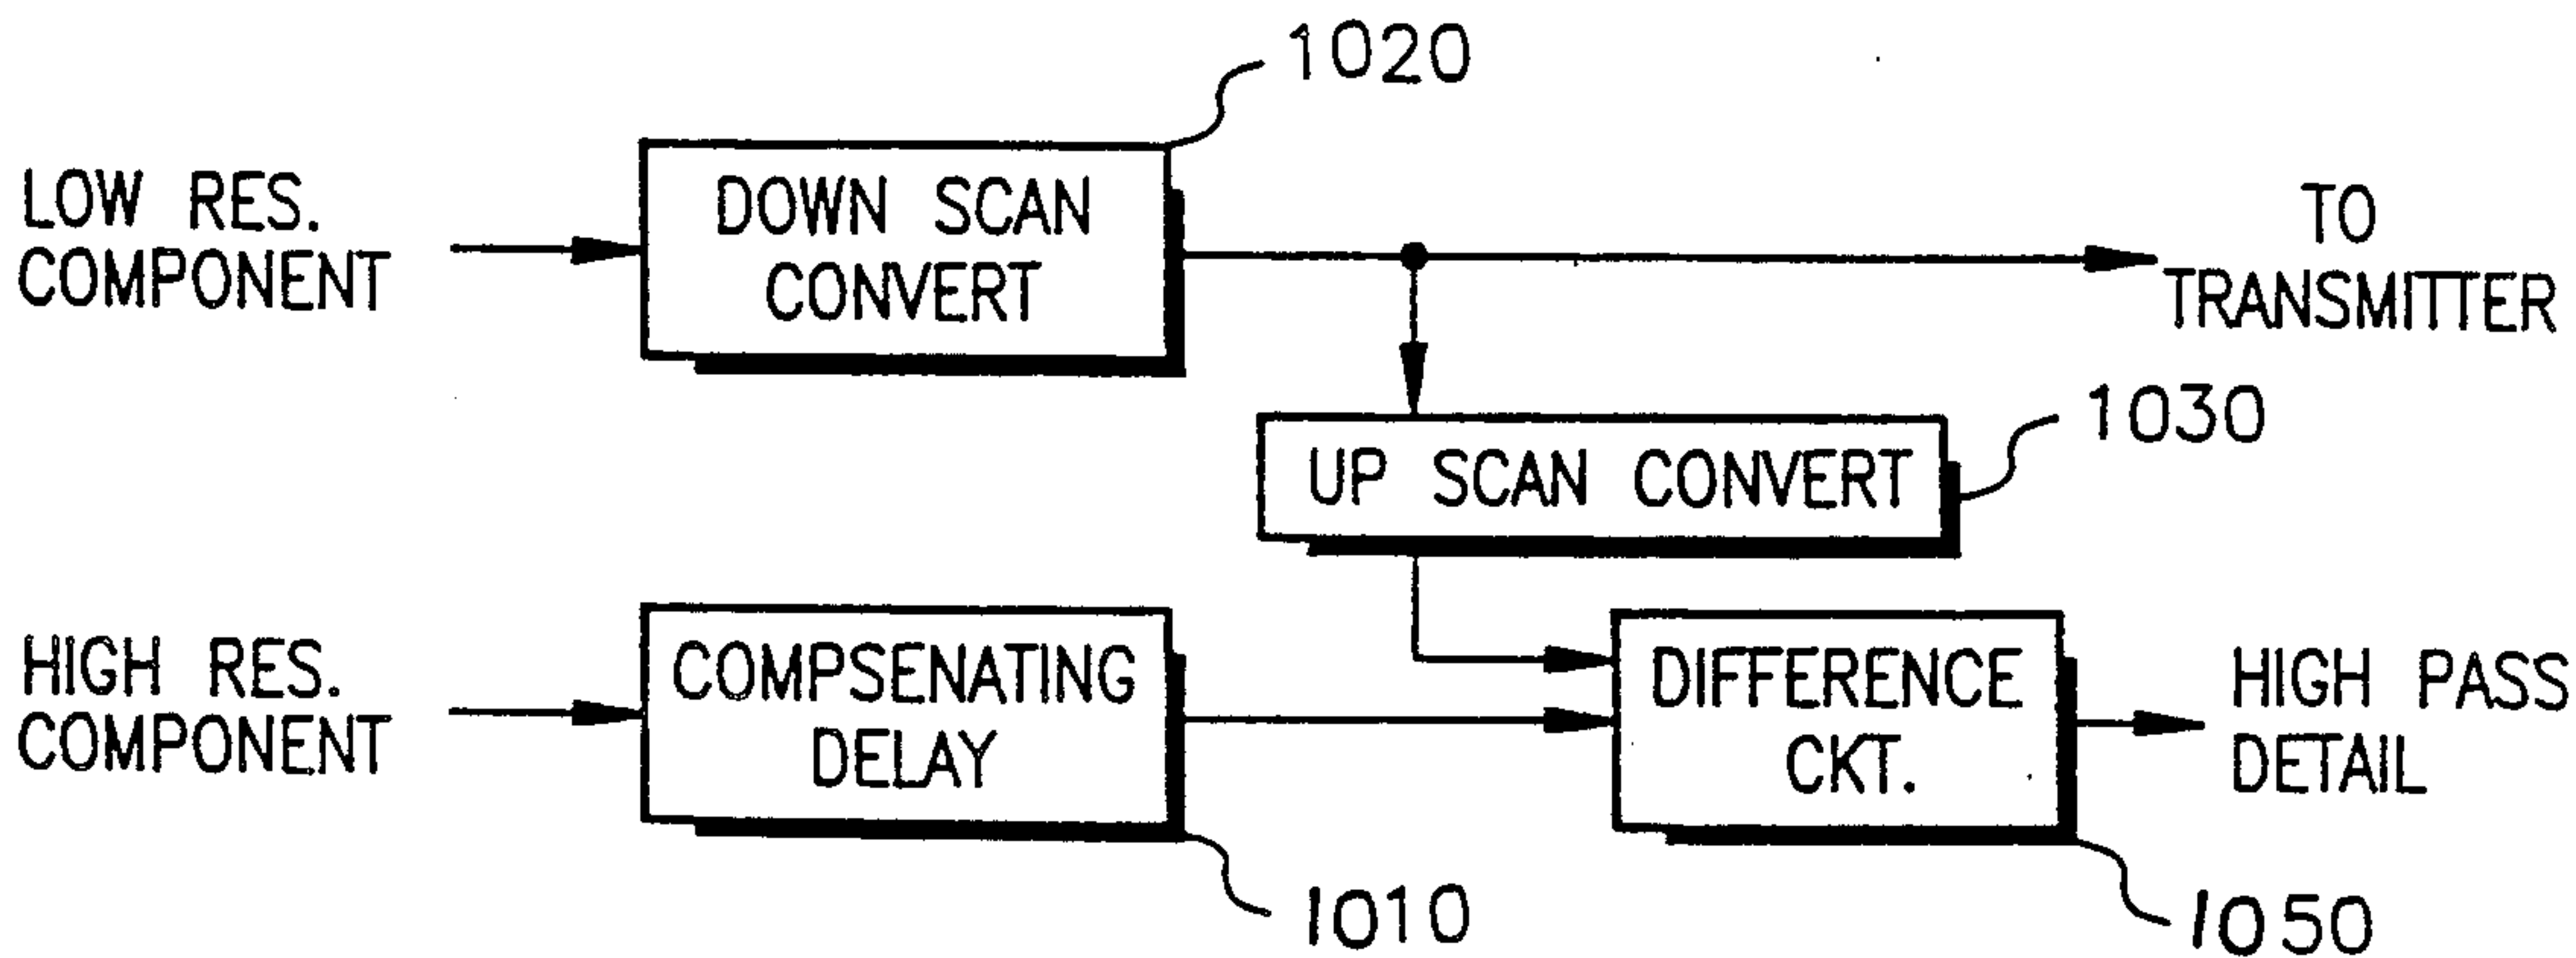 1020
LOW RES.
COMPONENT
DOWN SCAN
CONVERT
TO
TRANSMITTER
1030
UP SCAN CONVERT
HIGH RES.
COMPONENT
COMPSENATING
DELAY
DIFFERENCE
CKT.
HIGH PASS
DETAIL
1010
1050